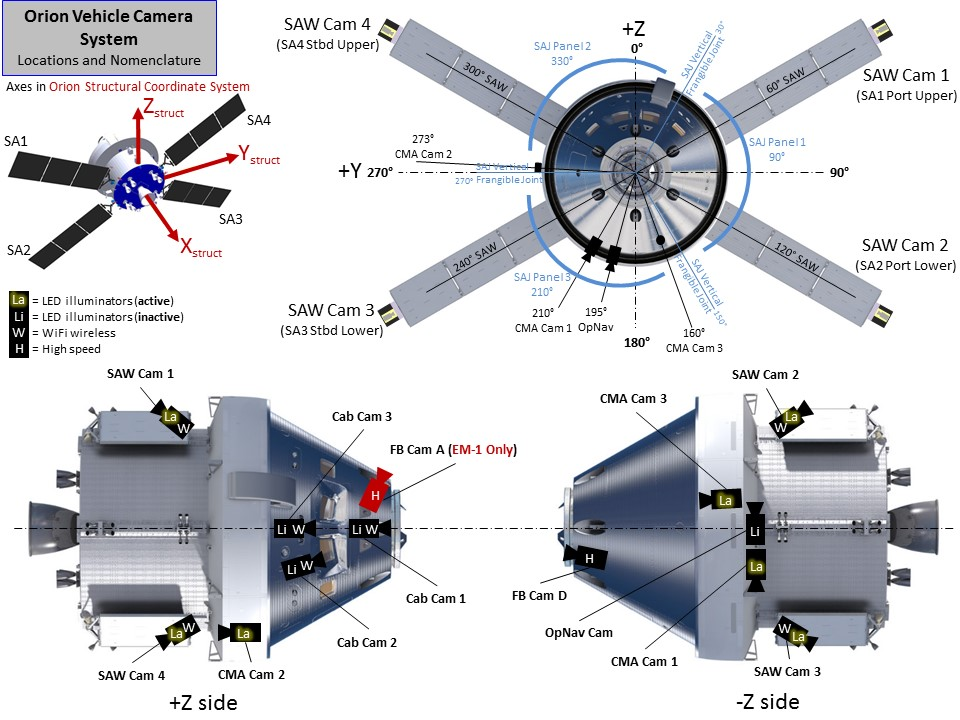 Orion Vehicle Camera
System
Locations and Nomenclature
Axes in Orion Structural Coordinate System
Zstruct
SA4
SA1
Ystruct
SA3
SA2
Xstruct
La = LED illuminators (active)
Li = LED illuminators (inactive)
W = WiFi wireless
H = High speed
SAW Cam 4
(SA4 Stbd Upper)
+Z
0°
SAJ Panel 2
330°
SAJ Vertical 30°
Frangible Joint
300° SAW
60° SAW
SAW Cam 1
(SA1 Port Upper)
273°
CMA Cam 2
SAJ Panel 1
90°
+Y 270°
SAJ Vertical
270° Frangible Joint
90°
240° SAW
120° SAW
SAW Cam 2
(SA2 Port Lower)
SAJ Panel 3
210°
SAJ Vertical 150°
Frangible Joint
SAW Cam 3
(SA3 Stbd Lower)
210°
CMA Cam 1
195°
OpNav
180°
160°
CMA Cam 3
SAW Cam 1
La
W
Cab Cam 3
FB Cam A (EM-1 Only)
H
Li W
Li W
Li W
Cab Cam 1
Cab Cam 2
La W
La
SAW Cam 4
CMA Cam 2
+Z side
SAW Cam 2
La
W
CMA Cam 3
La
Li
H
La
FB Cam D
OpNav Cam
CMA Cam 1
W
La
SAW Cam 3
-Z side